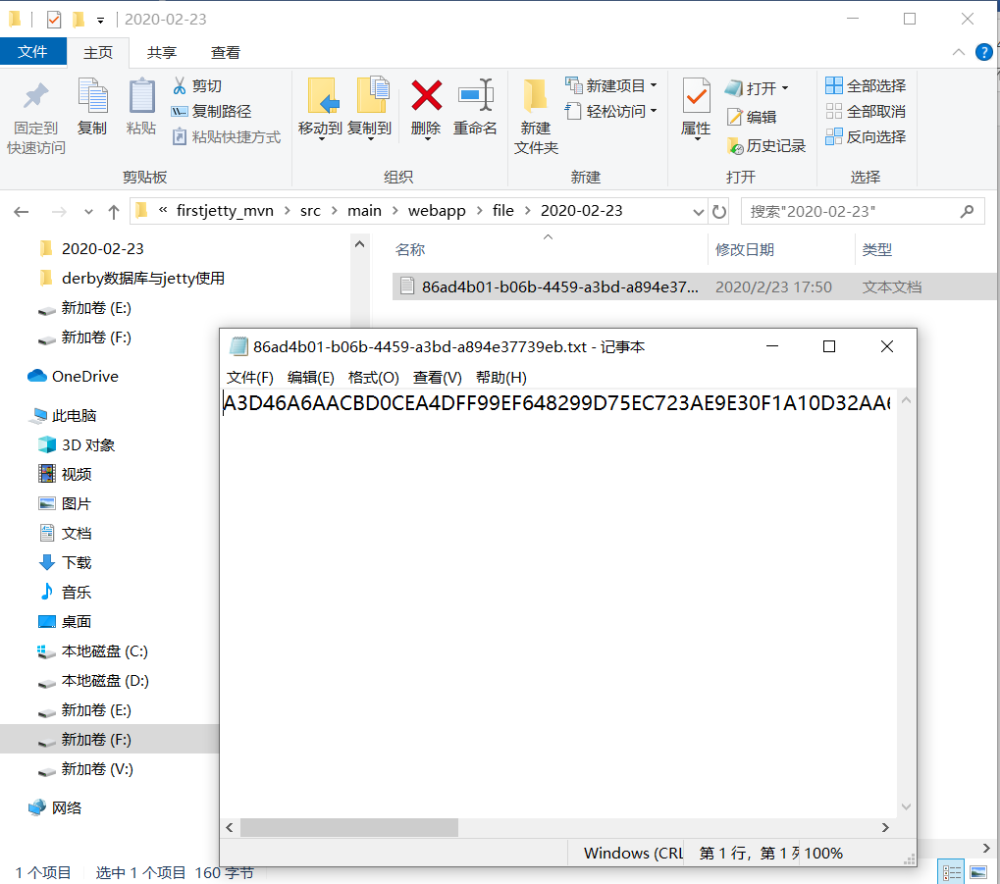 2020-02-23
文件 主页 共享 查看
固定到快速访问
复制
粘贴
剪切
复制路径
粘贴快捷方式
剪贴板
移动到
复制到
删除
重命名
组织
新建文件夹
新建项目
轻松访问
新建
属性
打开
编辑
历史记录
打开
全部选择
全部取消
反向选择
选择
« firstjetty_mvn > src > main > webapp > file > 2020-02-23
搜索"2020-02-23"
名称 修改日期 类型
86ad4b01-b06b-4459-a3bd-a894e37... 2020/2/23 17:50 文本文档
2020-02-23
derby数据库与jetty使用
新加卷 (E:)
新加卷 (F:)
OneDrive
此电脑
3D 对象
视频
图片
文档
下载
音乐
桌面
本地磁盘 (C:)
本地磁盘 (D:)
新加卷 (E:)
新加卷 (F:)
新加卷 (V:)
网络
86ad4b01-b06b-4459-a3bd-a894e37739eb.txt - 记事本
文件(F) 编辑(E) 格式(O) 查看(V) 帮助(H)
A3D46A6AACBD0CEA4DFF99EF648299D75EC723AE9E30F1A10D32AA6
Windows (CRL 第 1 行，第 1 列 100%
1 个项目 选中 1 个项目 160 字节